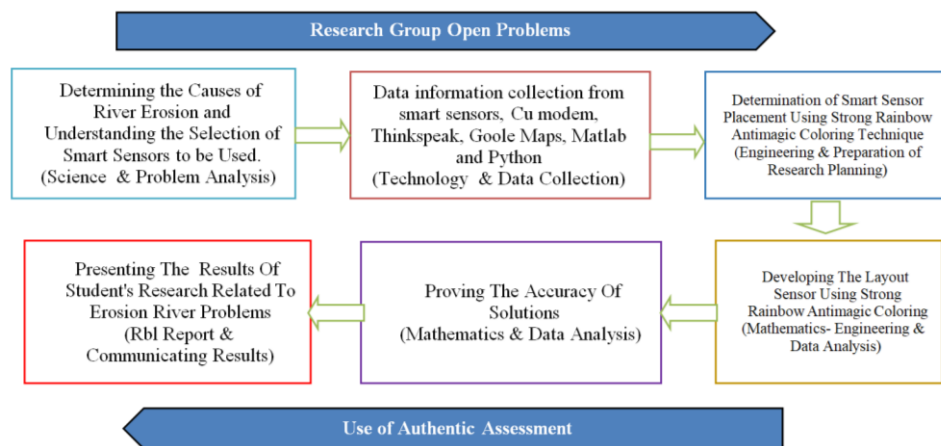 Research Group Open Problems
Determining the Causes of
River Erosion and
Understanding the Selection of
Smart Sensors to be Used.
(Science & Problem Analysis)
Data information collection from
smart sensors, Cu modem,
Thinkspeak, Goole Maps, Matlab
and Python
(Technology & Data Collection)
Determination of Smart Sensor
Placement Using Strong Rainbow
Antimagic Coloring Technique
(Engineering & Preparation of
Research Planning)
Developing The Layout
Sensor Using Strong
Rainbow Antimagic Coloring
(Mathematics- Engineering &
Data Analysis)
Proving The Accuracy Of
Solutions
(Mathematics & Data Analysis)
Presenting The Results Of
Student's Research Related To
Erosion River Problems
(Rbl Report &
Communicating Results)
Use of Authentic Assessment